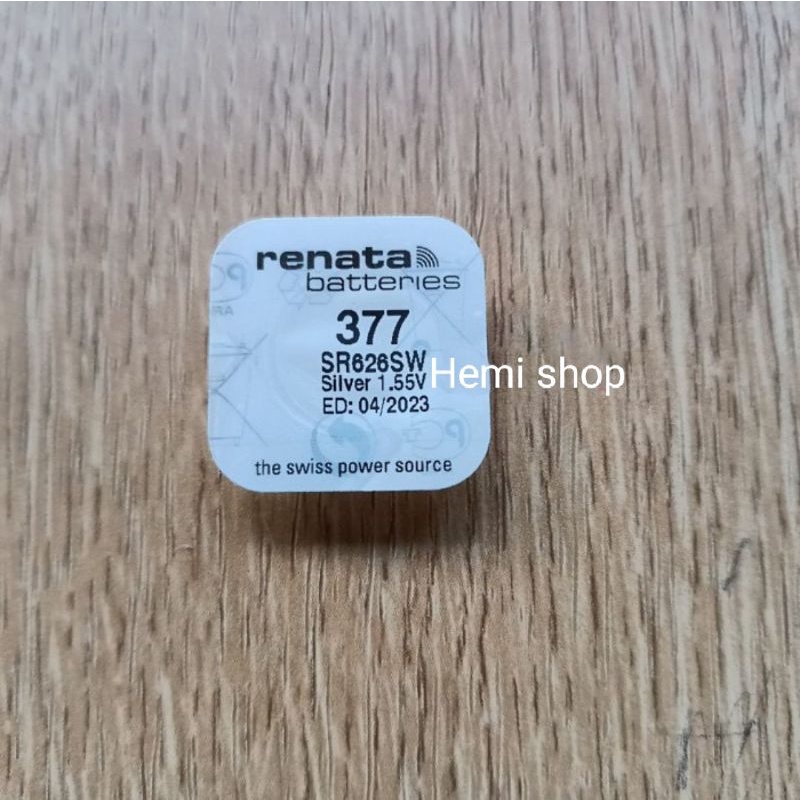 renata
batteries
377
SR626SW
Silver 1.55V
Hemi shop
ED: 04/2023
the swiss power source